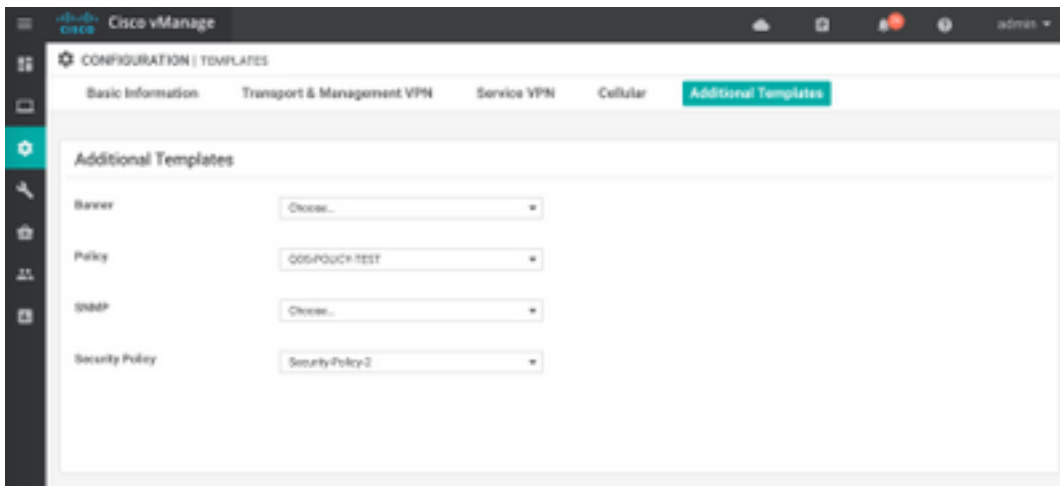 Cisco vManage
cisco
admin
CONFIGURATION | TEMPLATES
Basic Information Transport & Management VPN Service VPN Cellular Additional Templates
Additional Templates
Banner Choose...
Policy QOS-POLICY-TEST
SNMP Choose...
Security Policy Security-Policy-2